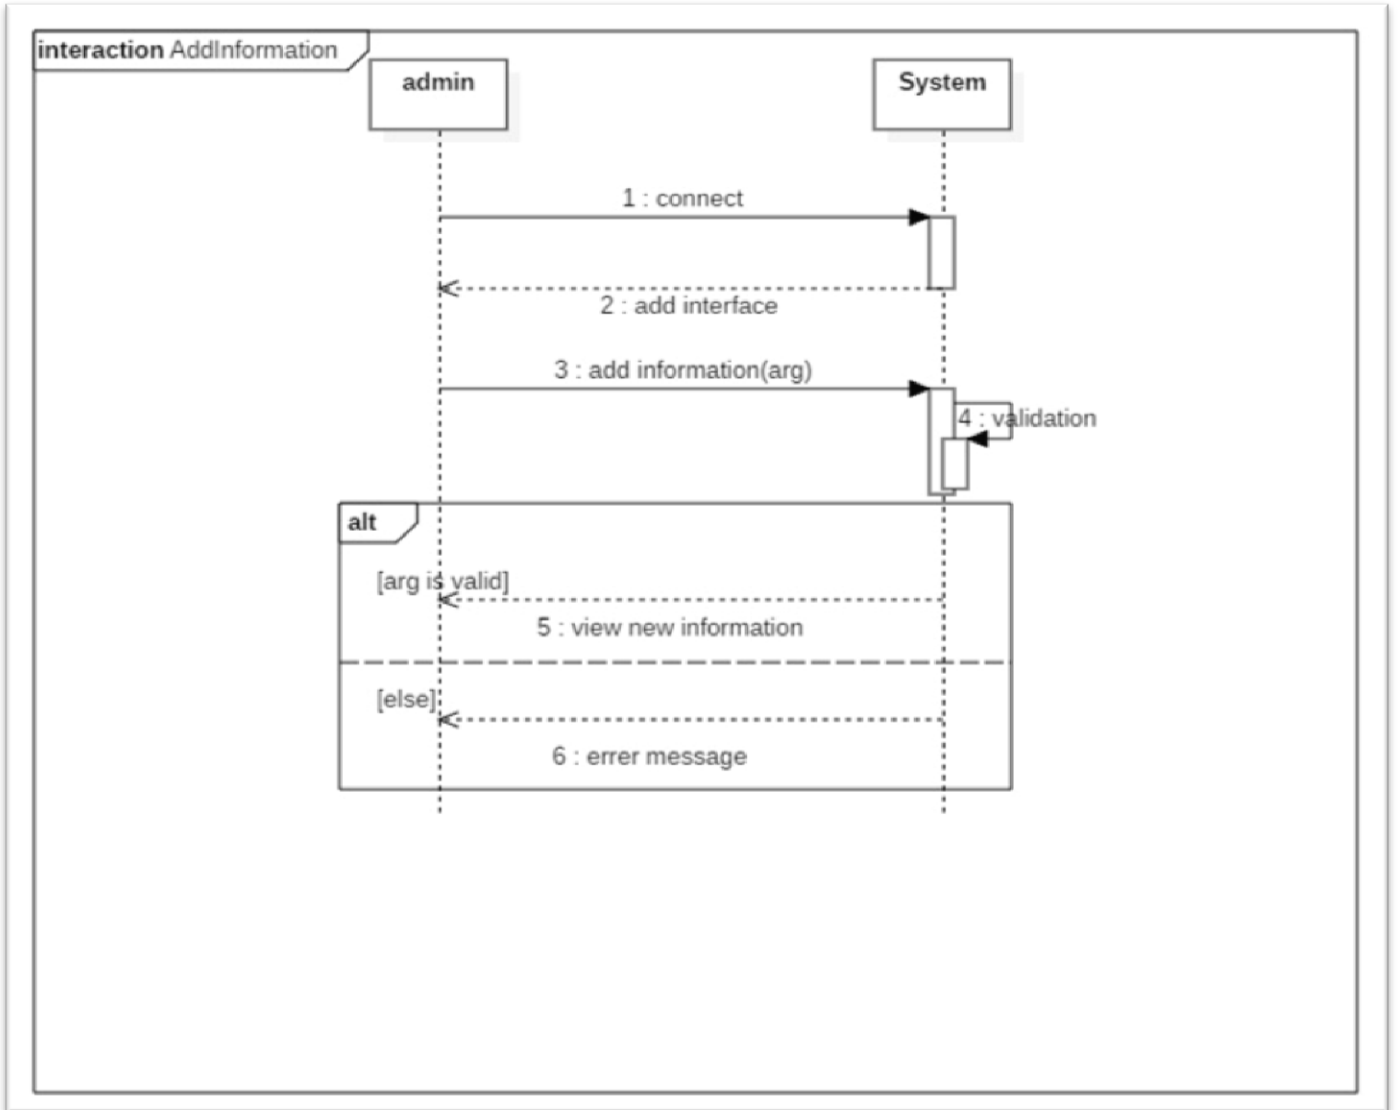 interaction AddInformation
admin
System
1 : connect
2 : add interface
3 : add information(arg)
4 : validation
alt
[arg is valid]
5 : view new information
[else]
6 : errer message